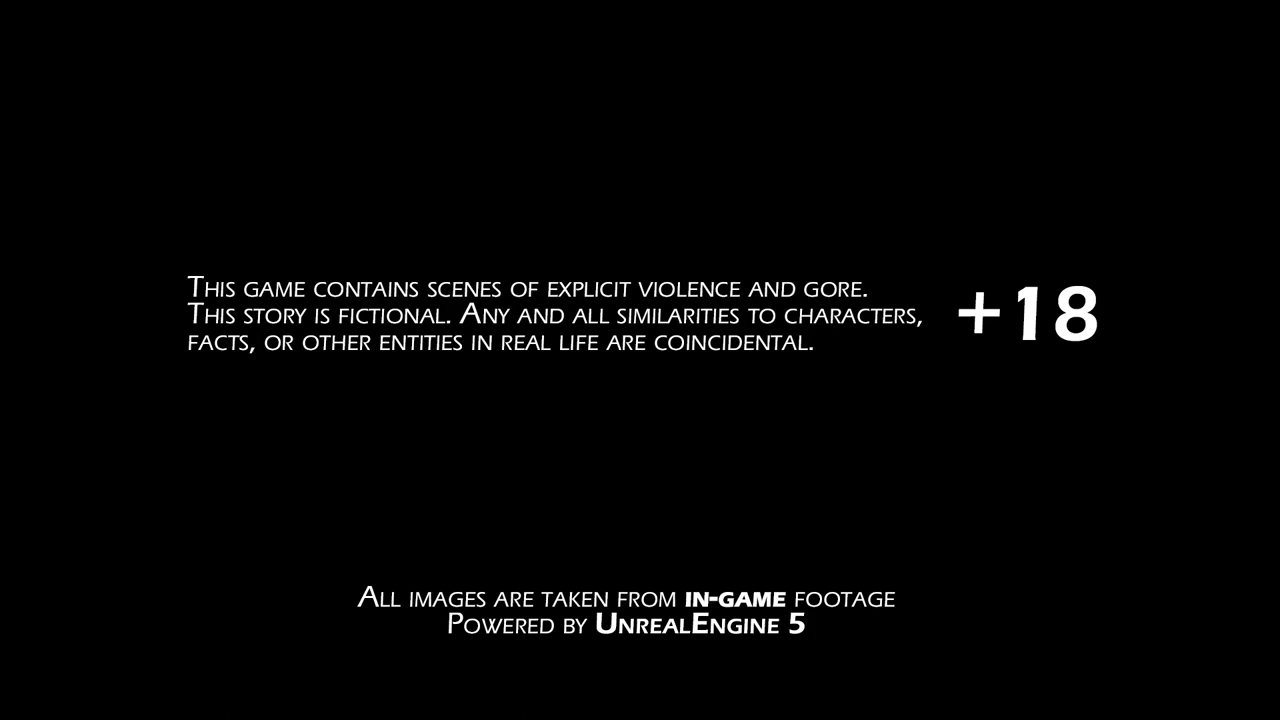 This game contains scenes of explicit violence and gore.
This story is fictional. Any and all similarities to characters,
facts, or other entities in real life are coincidental.
+18
All images are taken from in-game footage
Powered by UnrealEngine 5